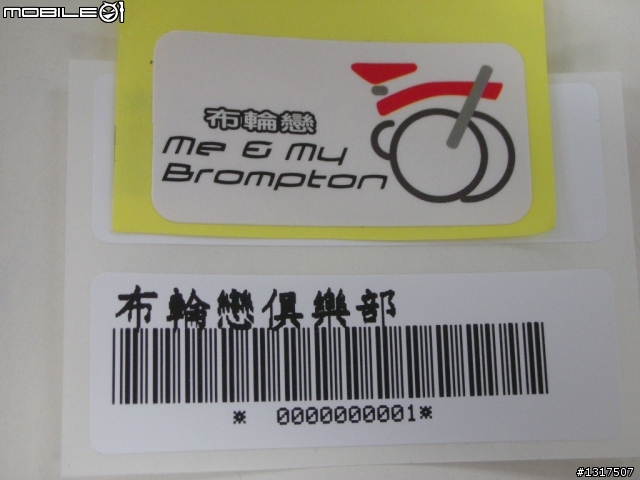 MOBILE01
布輪戀
Me & My
Brompton
布輪戀俱樂部
* 0000000001*
#1317507